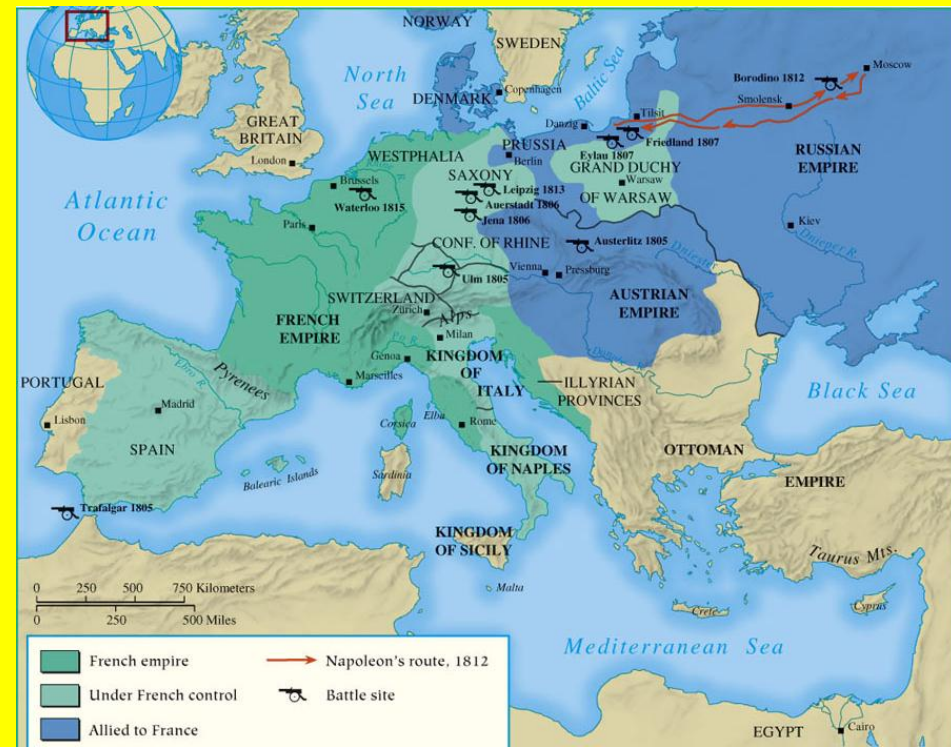 NORWAY
SWEDEN
North
Sea
Baltic Sea
Moscow
Borodino 1812
Smolensk
DENMARK
Copenhagen
Tilsit
Danzig
GREAT
BRITAIN
London
Friedland 1807
PRUSSIA
Berlin
Eylau 1807
RUSSIAN
EMPIRE
WESTPHALIA
SAXONY
GRAND DUCHY
Warsaw
OF WARSAW
Brussels
Leipzig 1813
Auerstadt 1806
Waterloo 1815
Jena 1806
Atlantic
Ocean
Paris
Kiev
Dnieper R.
CONF. OF RHINE
Austerlitz 1805
Dniester
Ulm 1805
Vienna
Pressburg
SWITZERLAND
Zürich
Alps
AUSTRIAN
EMPIRE
FRENCH
EMPIRE
Milan
Po R.
Genoa
KINGDOM
OF
ITALY
Marseilles
Pyrenees
ILLYRIAN
PROVINCES
Black Sea
PORTUGAL
Ebro R.
Madrid
Lisbon
SPAIN
Corsica
Elba
Rome
KINGDOM
OF NAPLES
OTTOMAN
EMPIRE
Balearic Islands
Sardinia
Trafalgar 1805
KINGDOM
OF SICILY
Taurus Mts.
Malta
Crete
Cyprus
0 250 500 750 Kilometers
0 250 500 Miles
Mediterranean Sea
EGYPT
Cairo
French empire
Napoleon's route, 1812
Under French control
Battle site
Allied to France